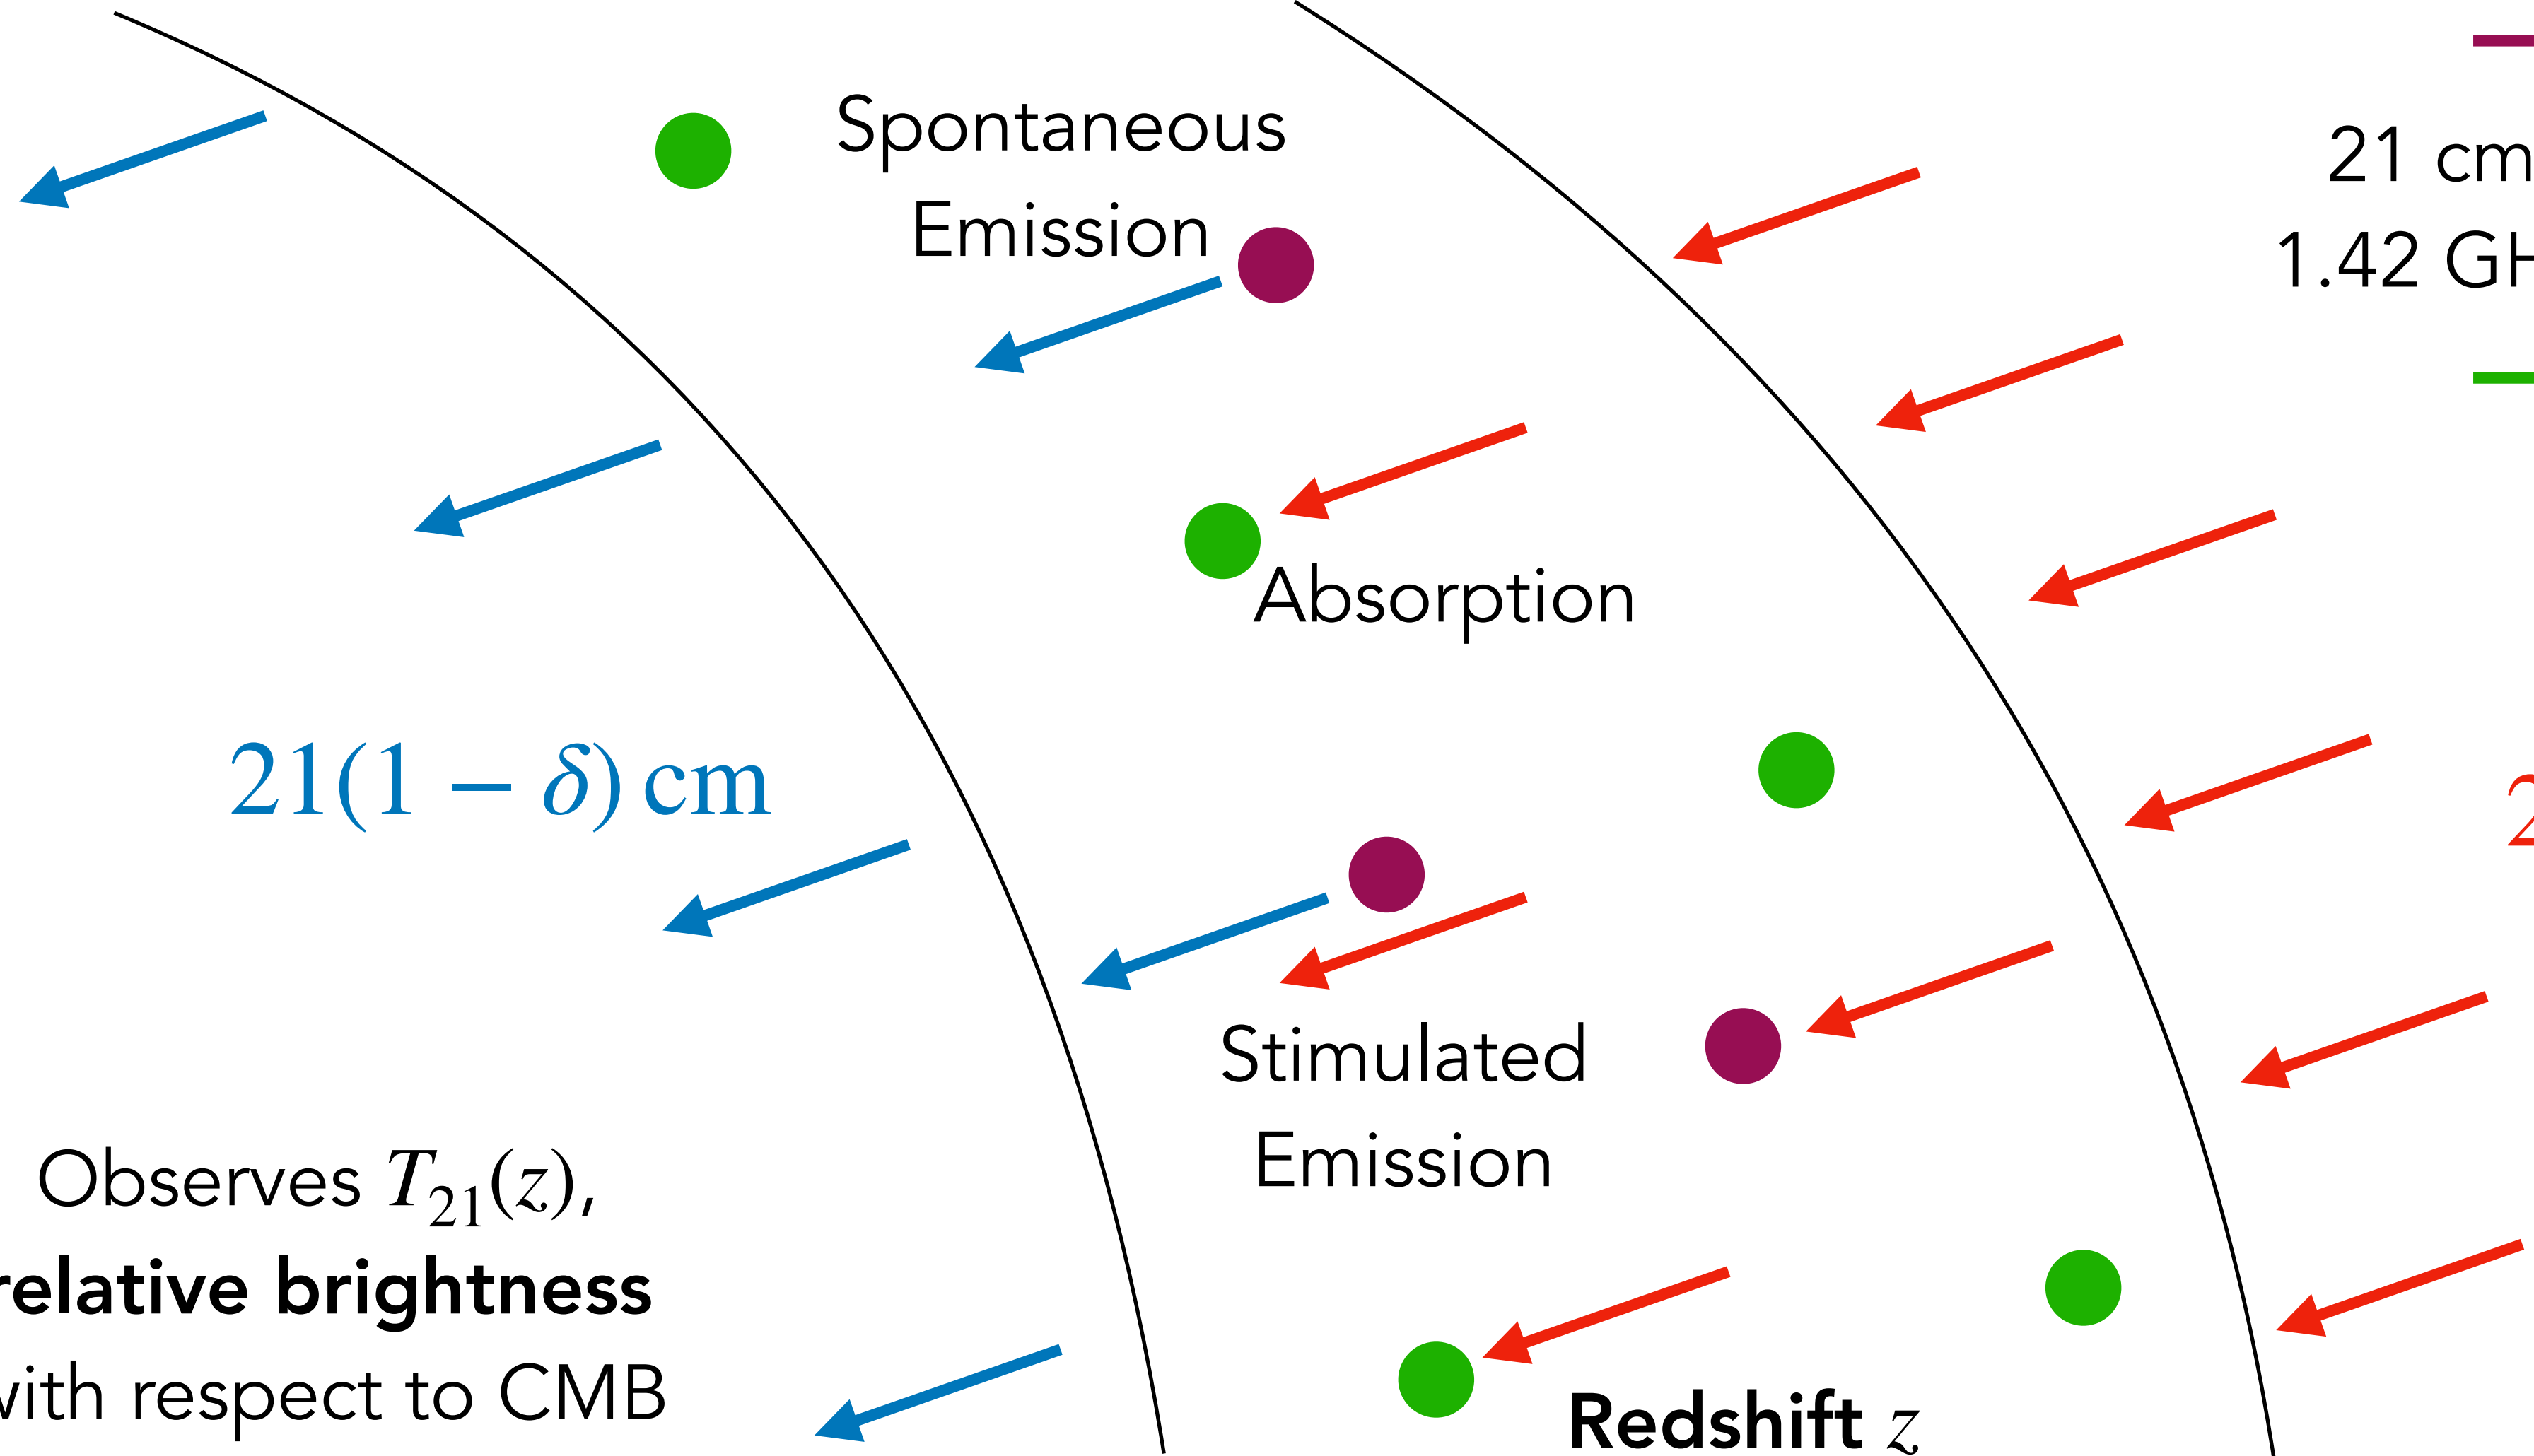 Spontaneous
Emission
21 cm
1.42 GH
Absorption
21(1 − δ) cm
2
Stimulated
Emission
Observes T₂₁(z),
relative brightness
with respect to CMB
Redshift z